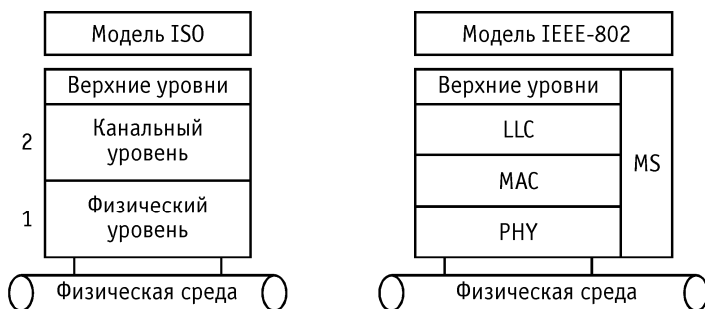 Модель ISO
Верхние уровни
2
Канальный
уровень
1
Физический
уровень
Физическая среда
Модель IEEE-802
Верхние уровни
LLC
MAC
PHY
MS
Физическая среда